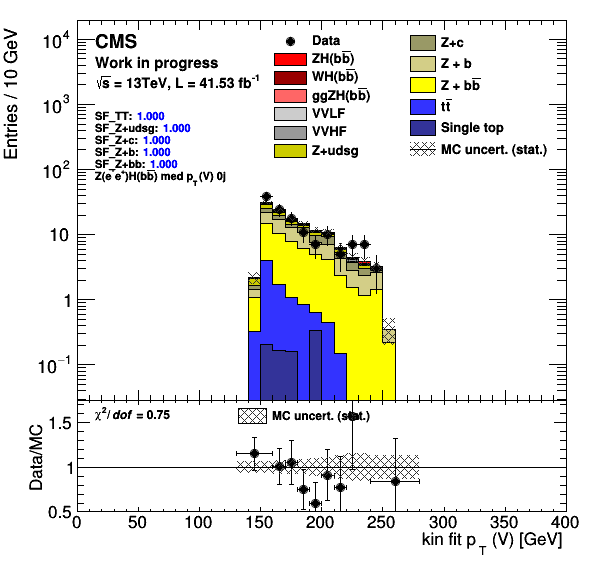 CMS
Work in progress
√s = 13TeV, L = 41.53 fb⁻¹
SF_TT: 1.000
SF_Z+udsg: 1.000
SF_Z+c: 1.000
SF_Z+b: 1.000
SF_Z+bb: 1.000
Z(e⁻e⁺)H(bb̅) med p_T(V) 0j
Data
ZH(bb̅)
WH(bb̅)
ggZH(bb̅)
VVLF
VVHF
Z+udsg
Z+c
Z + b
Z + bb̅
tt̅
Single top
MC uncert. (stat.)
Entries / 10 GeV
10⁴
10³
10²
10
1
10⁻¹
χ²/dof = 0.75
MC uncert. (stat.)
Data/MC
1.5
1
0.5
0 50 100 150 200 250 300 350 400
kin fit p_T (V) [GeV]